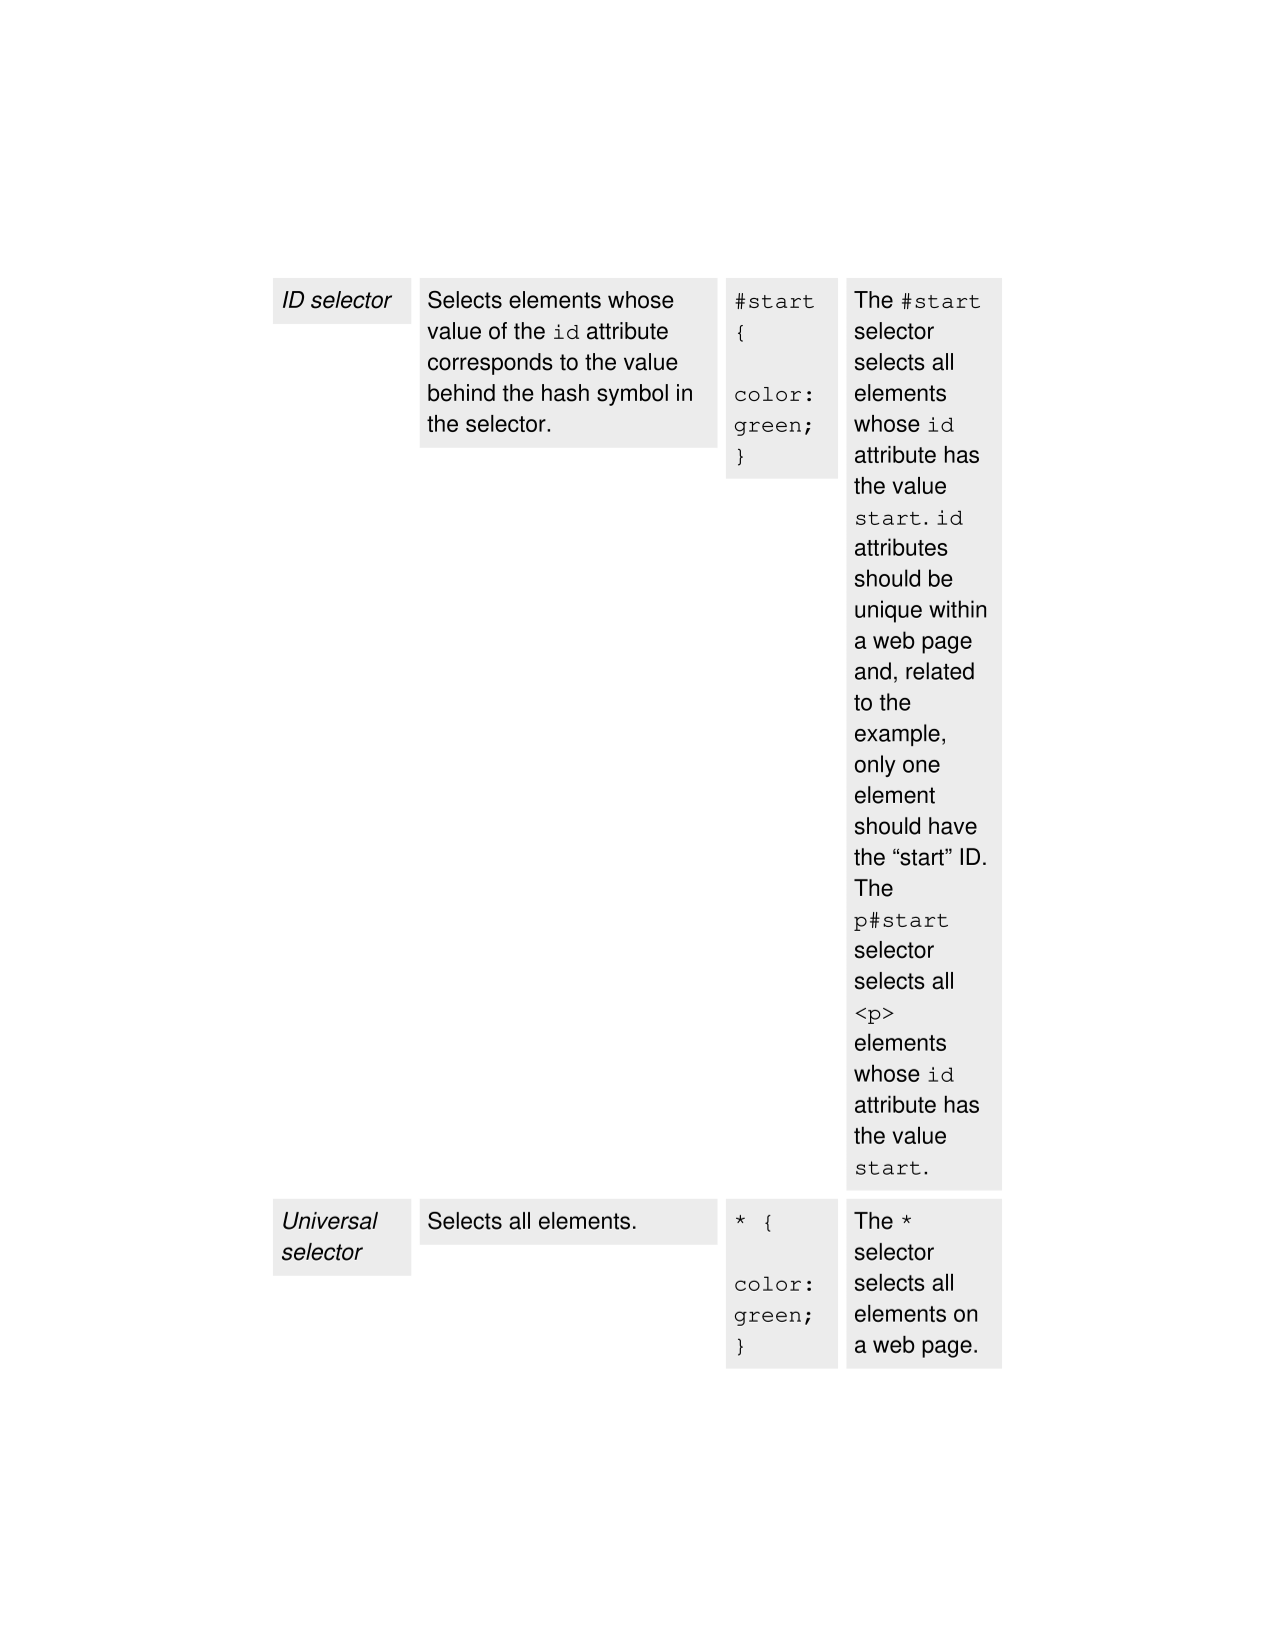 ID selector
Selects elements whose
value of the id attribute
corresponds to the value
behind the hash symbol in
the selector.
#start
{
color:
green;
}
The #start
selector
selects all
elements
whose id
attribute has
the value
start. id
attributes
should be
unique within
a web page
and, related
to the
example,
only one
element
should have
the “start” ID.
The
p#start
selector
selects all
<p>
elements
whose id
attribute has
the value
start.
Universal
selector
Selects all elements.
* {
color:
green;
}
The *
selector
selects all
elements on
a web page.